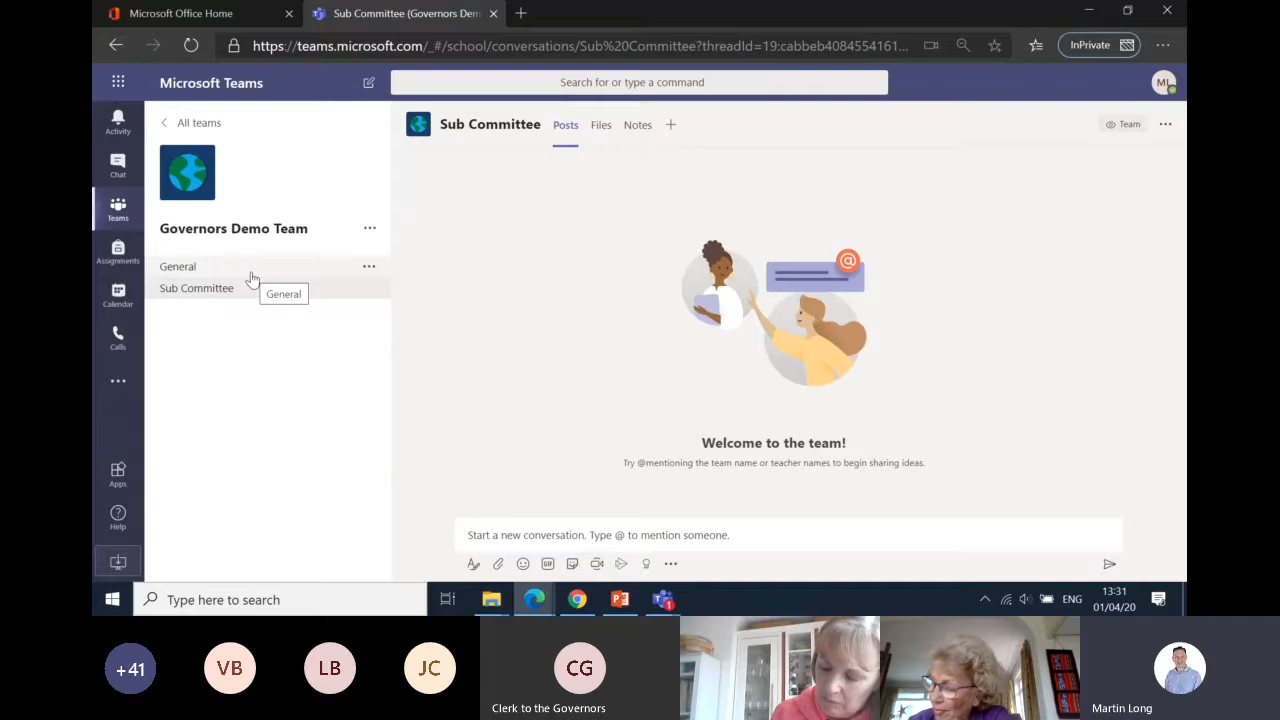 Microsoft Office Home
Sub Committee (Governors Dem
https://teams.microsoft.com/_#/school/conversations/Sub%20Committee?threadId=19:cabbeb4084554161...
InPrivate
Microsoft Teams
Search for or type a command
ML
Activity
Chat
Teams
Assignments
Calendar
Calls
Apps
Help
All teams
Governors Demo Team
General
Sub Committee
General
Sub Committee
Posts
Files
Notes
Team
@
Welcome to the team!
Try @mentioning the team name or teacher names to begin sharing ideas.
Start a new conversation. Type @ to mention someone.
GIF
Type here to search
1
ENG
13:31
01/04/20
+41
VB
LB
JC
CG
Clerk to the Governors
Martin Long